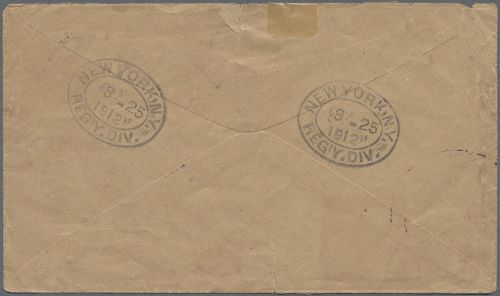 NEW YORK, N.Y.
8-25
1912
REG'Y. DIV.
NEW YORK, N.Y.
8-25
1912
REG'Y. DIV.